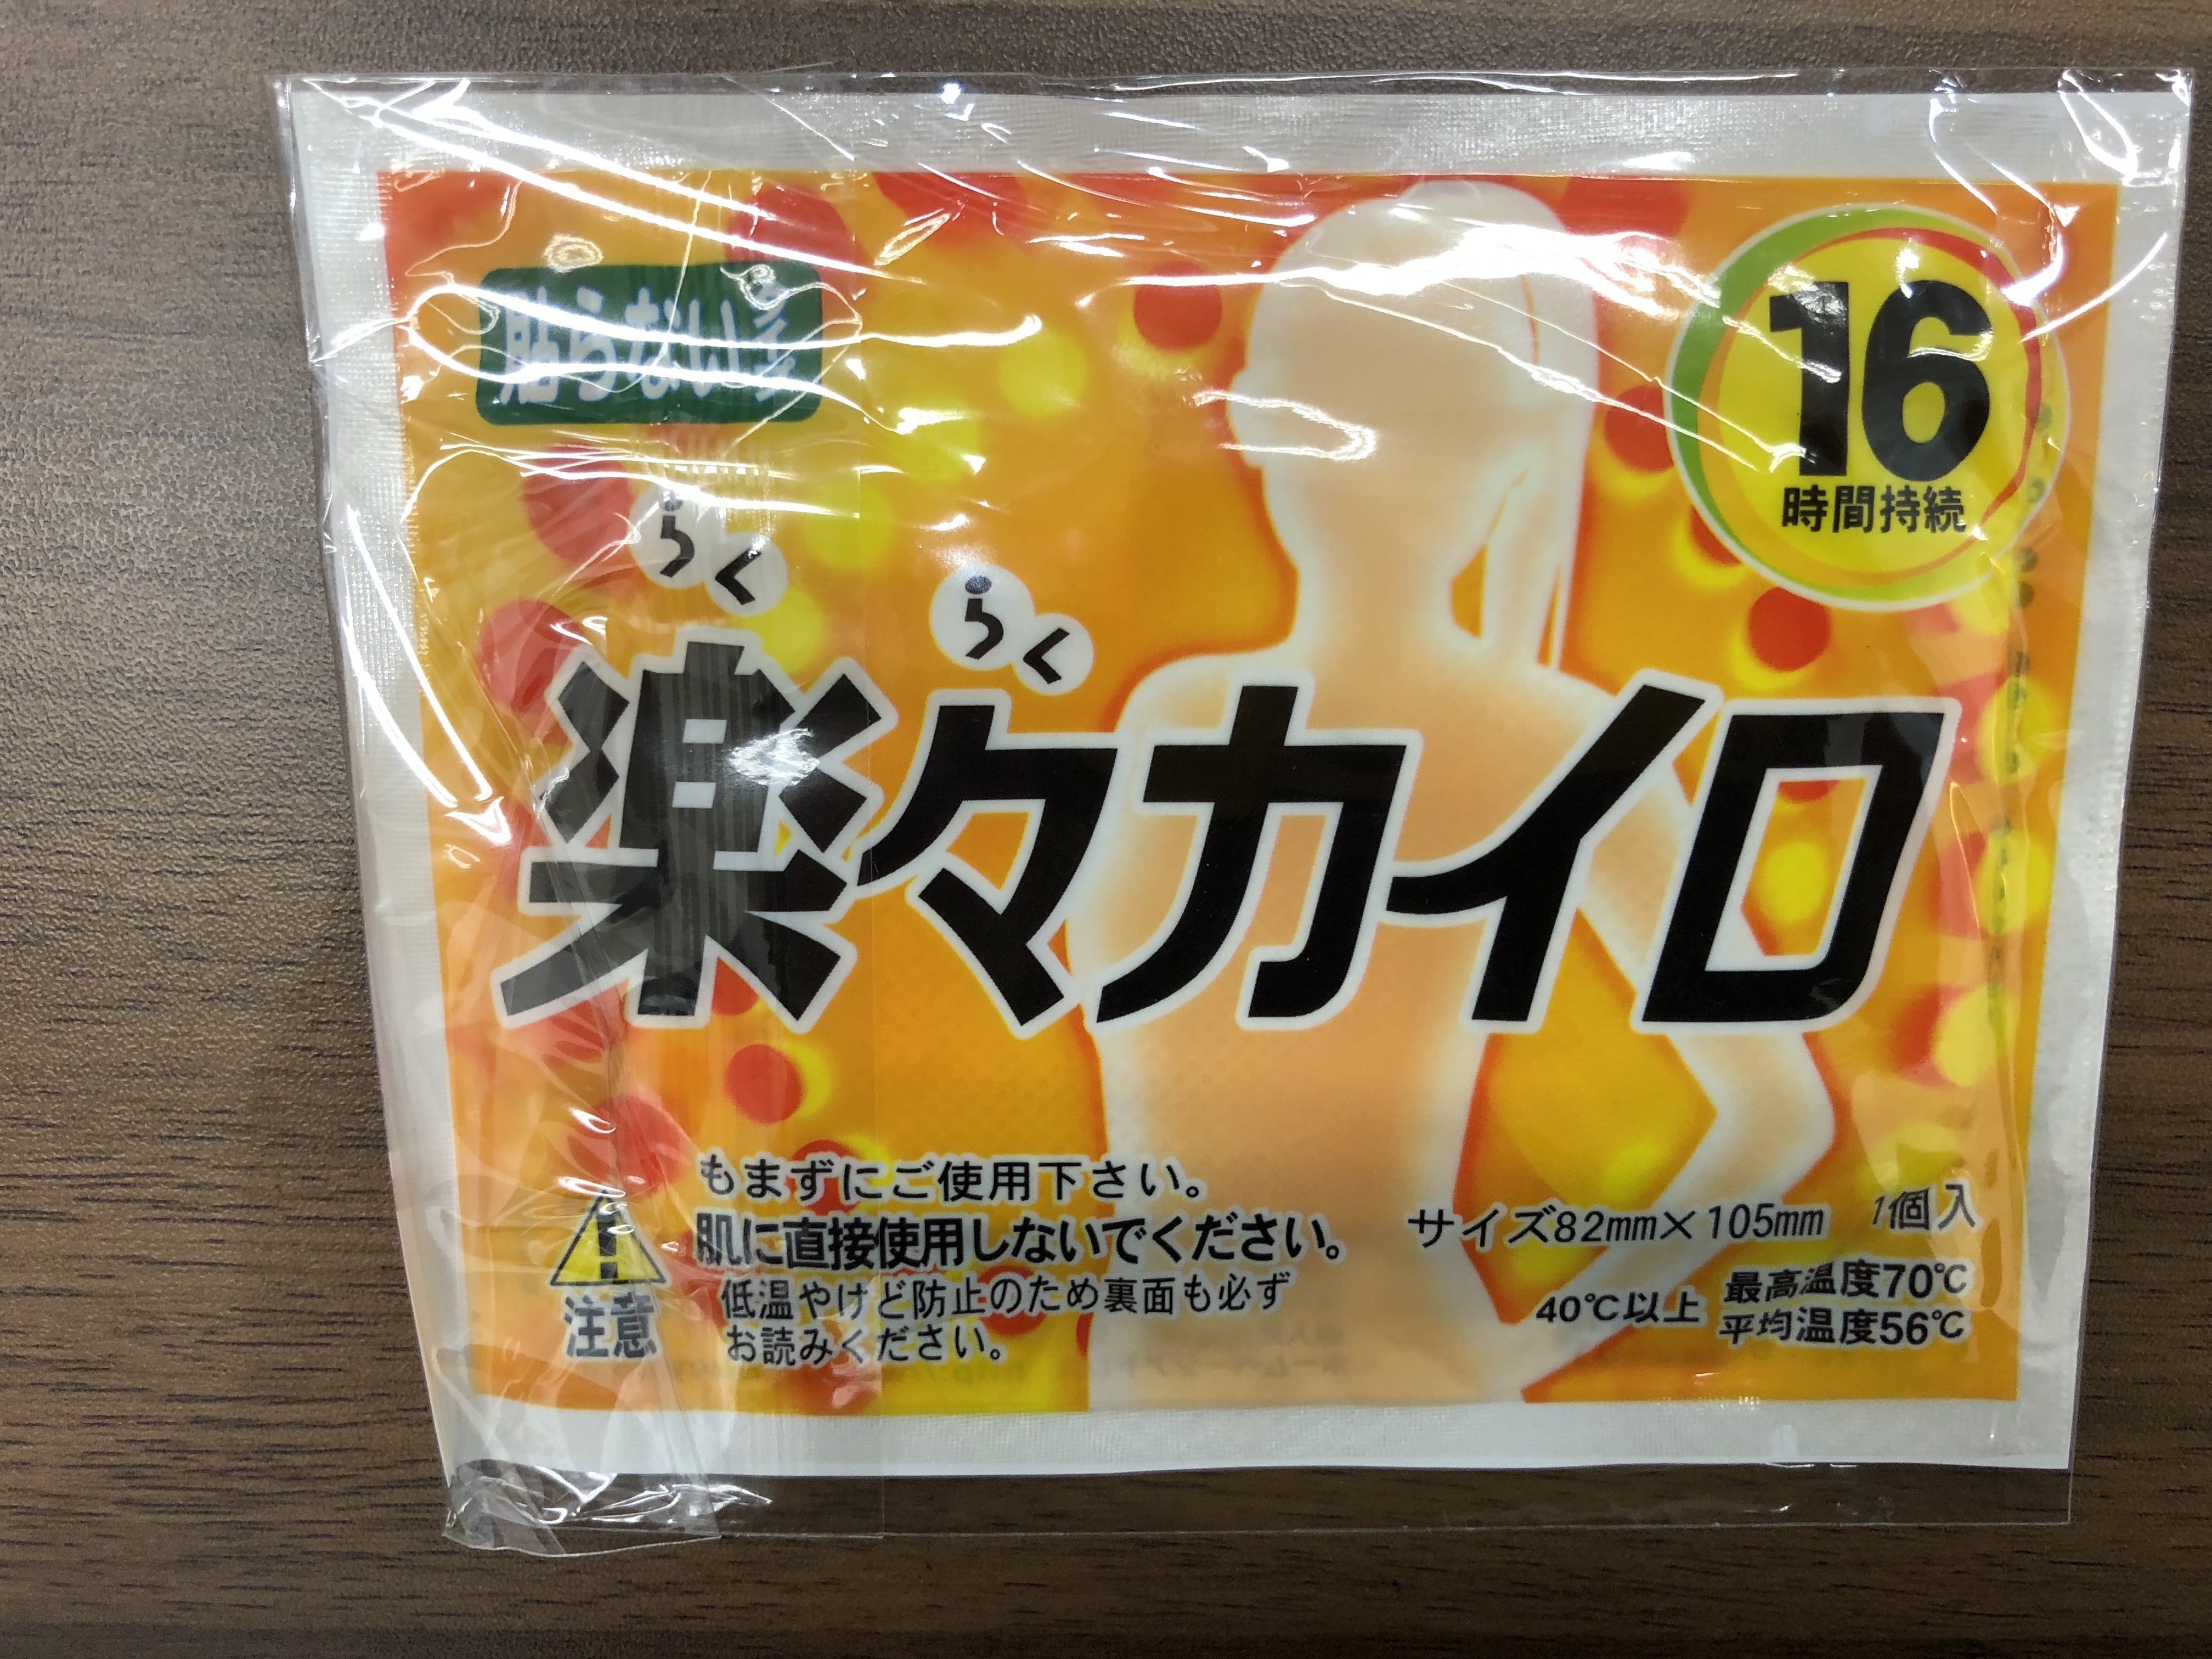 貼らないタイプ
16
時間持続
らく らく
楽々カイロ
もまずにご使用下さい。
肌に直接使用しないでください。
低温やけど防止のため裏面も必ず
お読みください。
注意
サイズ82mm×105mm 1個入
40℃以上 最高温度70℃
平均温度56℃